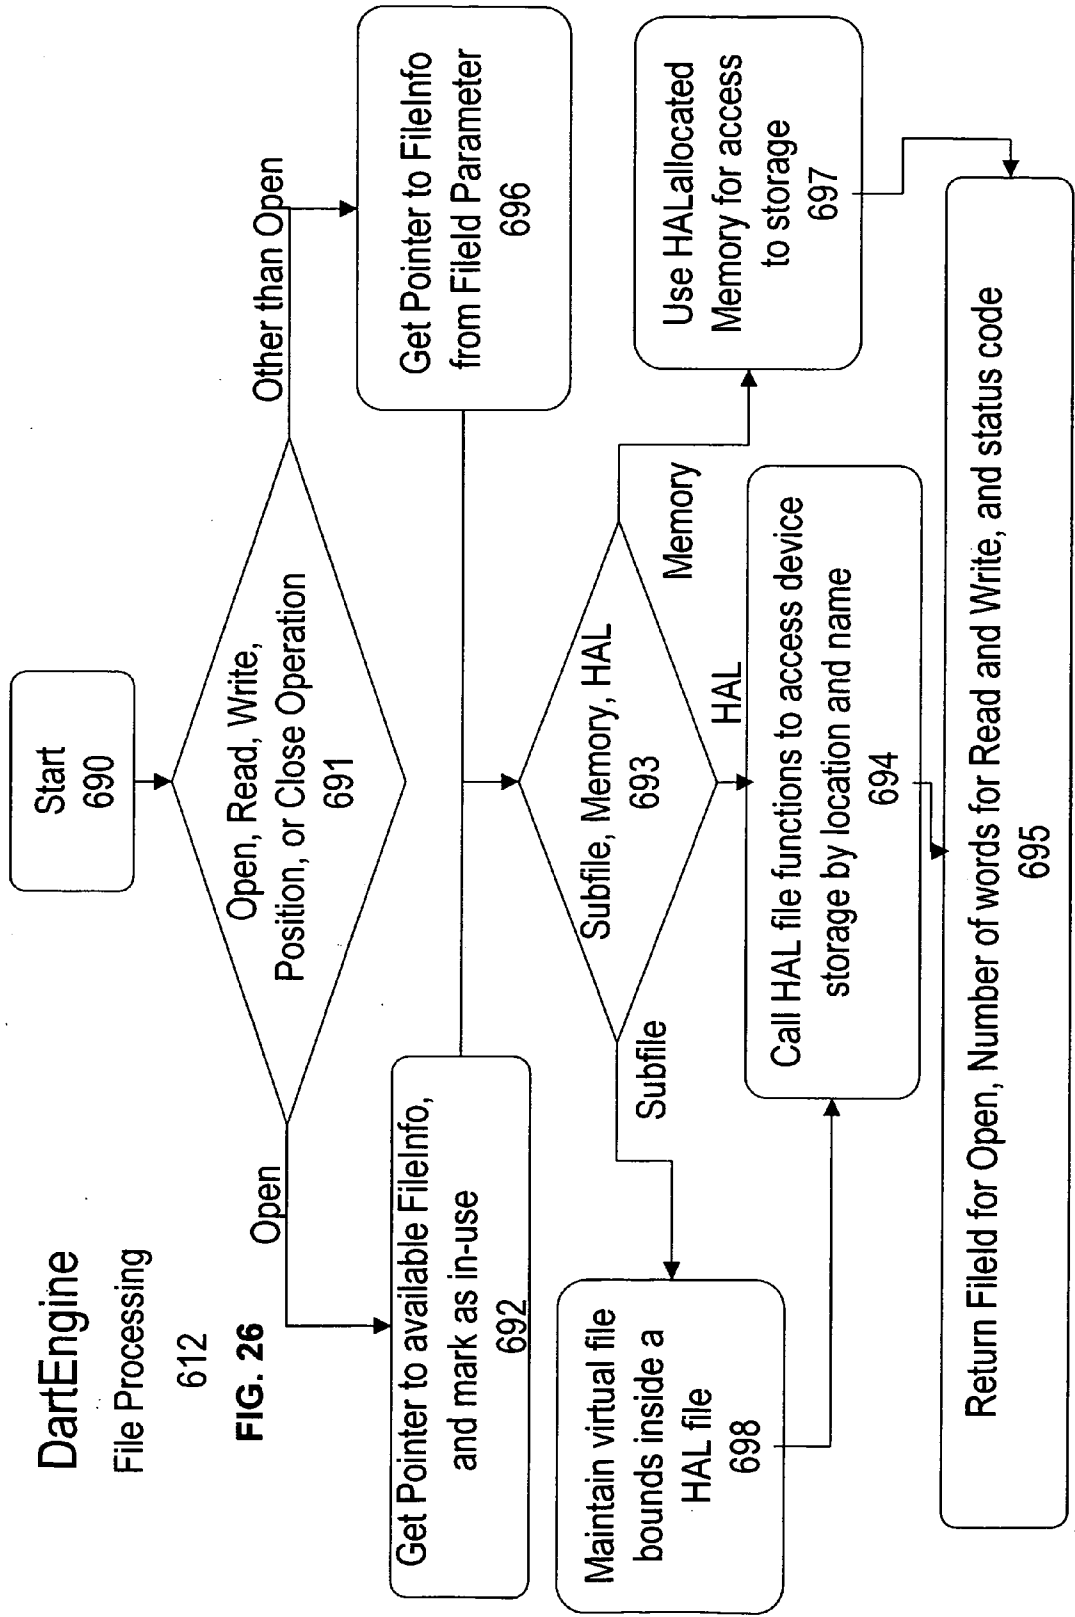 DartEngine
File Processing
612
FIG. 26
Start
690
Open, Read, Write,
Position, or Close Operation
691
Open
Other than Open
Get Pointer to available FileInfo,
and mark as in-use
692
Get Pointer to FileInfo
from FileId Parameter
696
Subfile, Memory, HAL
693
Subfile
HAL
Memory
Maintain virtual file
bounds inside a
HAL file
698
Call HAL file functions to access device
storage by location and name
694
Use HALallocated
Memory for access
to storage
697
Return FileId for Open, Number of words for Read and Write, and status code
695